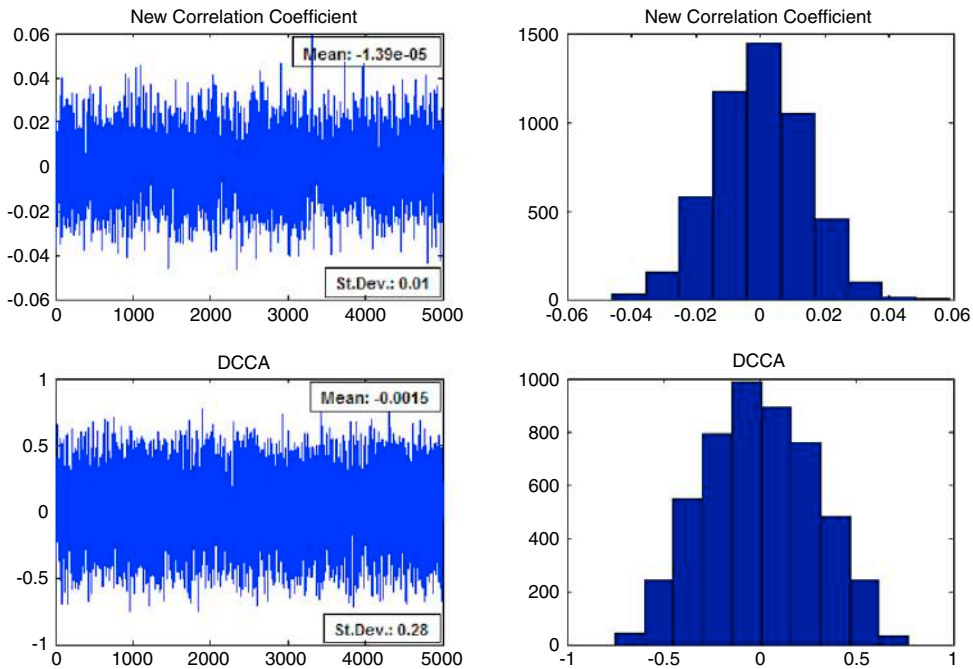 New Correlation Coefficient
0.06
0.04
0.02
0
-0.02
-0.04
-0.06
0 1000 2000 3000 4000 5000
Mean: -1.39e-05
St.Dev.: 0.01
New Correlation Coefficient
1500
1000
500
0
-0.06 -0.04 -0.02 0 0.02 0.04 0.06
DCCA
1
0.5
0
-0.5
-1
0 1000 2000 3000 4000 5000
Mean: -0.0015
St.Dev.: 0.28
DCCA
1000
800
600
400
200
0
-1 -0.5 0 0.5 1